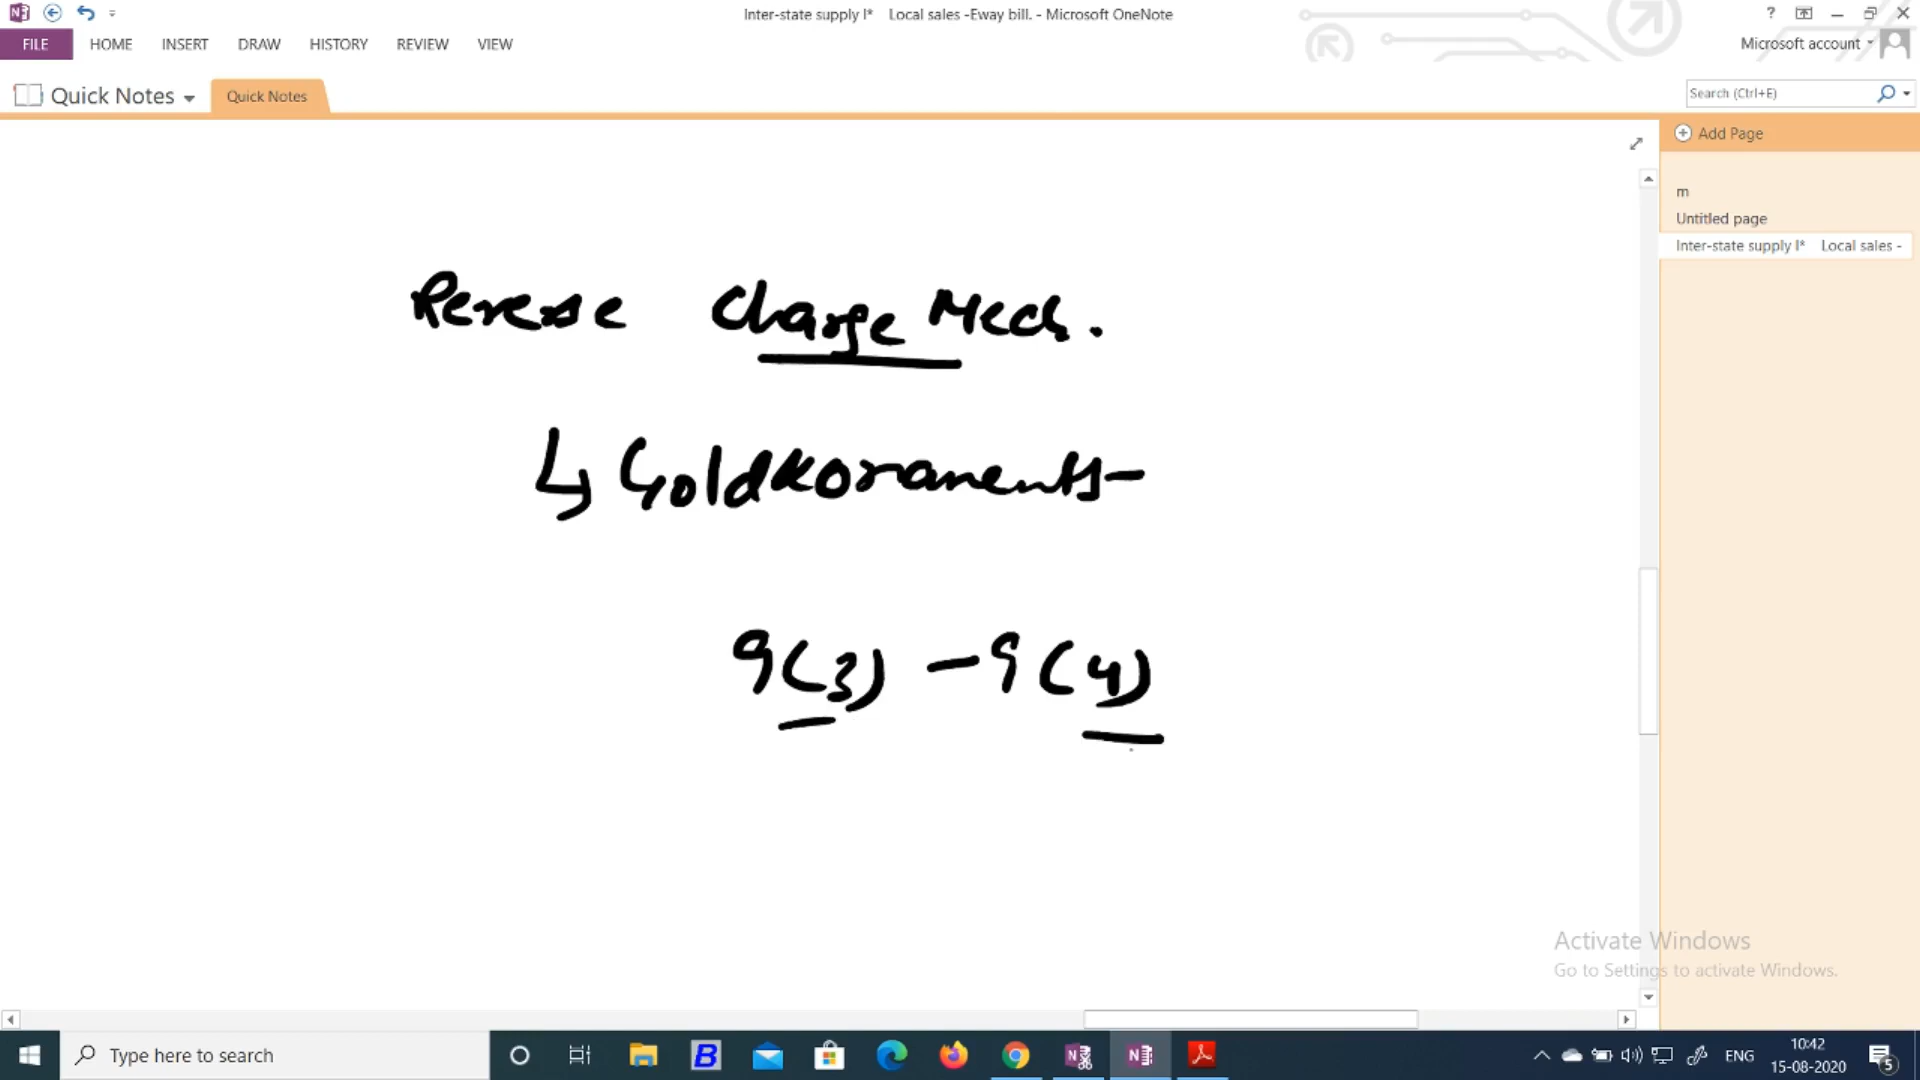 Inter-state supply I* Local sales -Eway bill. - Microsoft OneNote
?
FILE HOME INSERT DRAW HISTORY REVIEW VIEW
Microsoft account
Quick Notes
Quick Notes
Search (Ctrl+E)
Add Page
m
Untitled page
Inter-state supply I* Local sales -
Reverse Charge Mech.
↳ Gold & ornaments -
9(3) - 9(4)
Activate Windows
Go to Settings to activate Windows.
Type here to search
ENG
10:42
15-08-2020
5